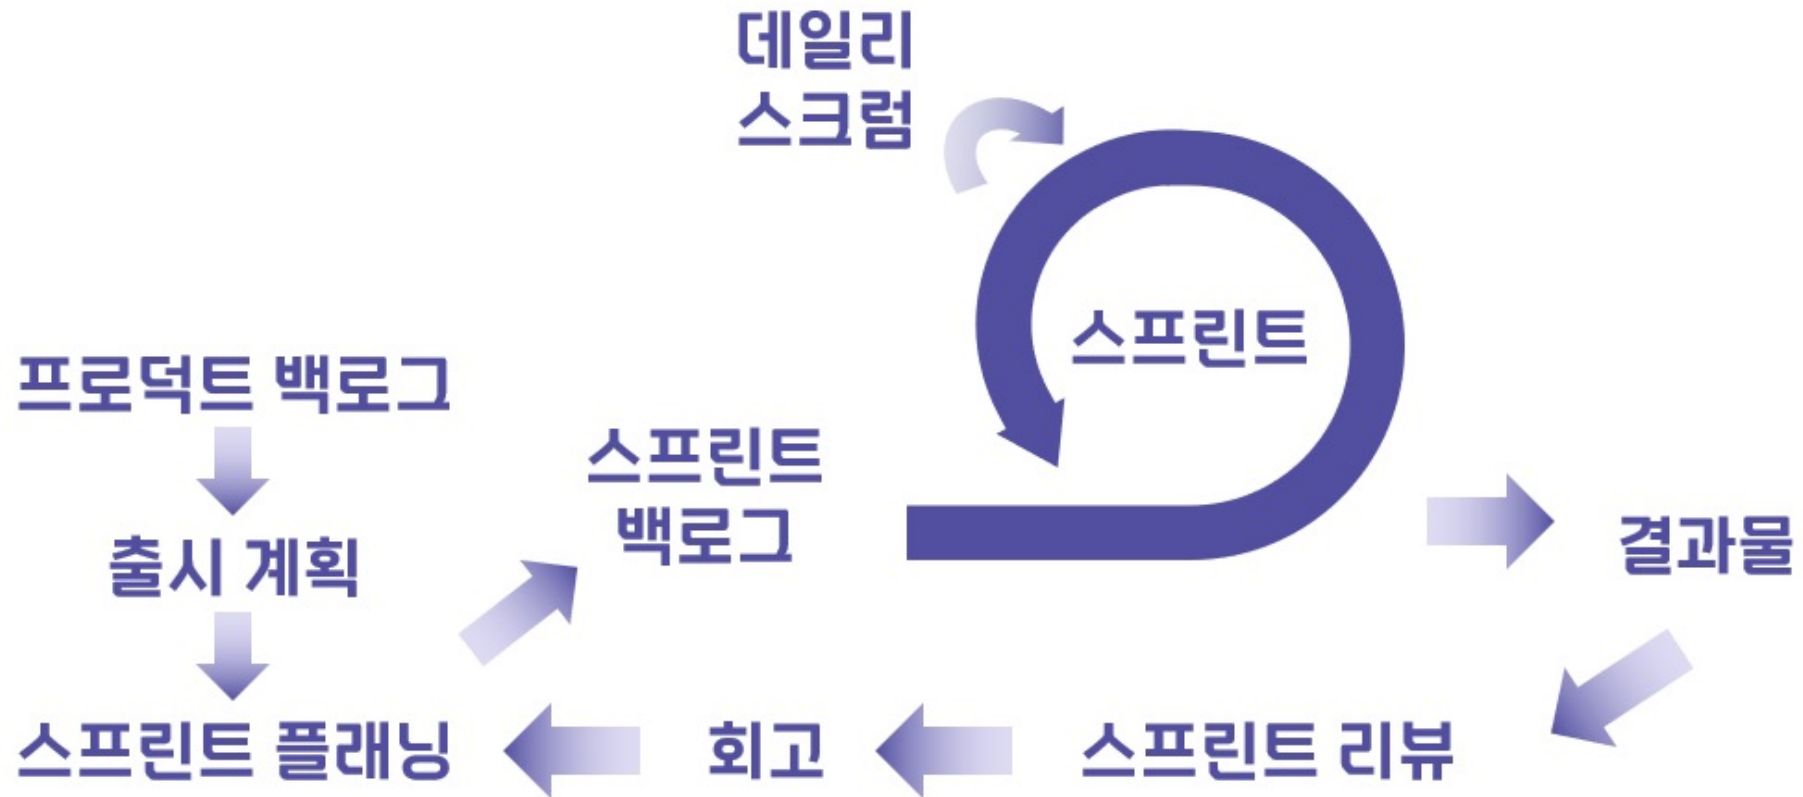 데일리
스크럼
스프린트
프로덕트 백로그
스프린트
백로그
출시 계획
결과물
스프린트 플래닝
회고
스프린트 리뷰